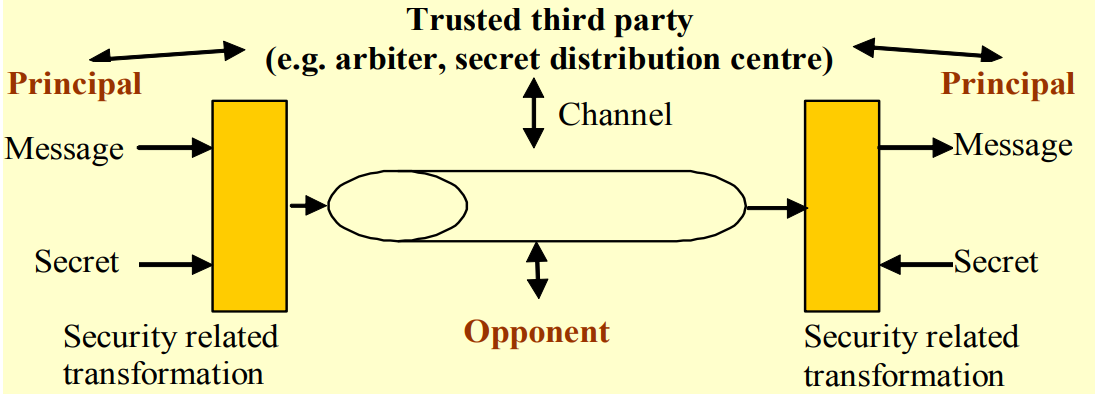 Trusted third party
(e.g. arbiter, secret distribution centre)
Principal
Principal
Channel
Message
Message
Secret
Secret
Opponent
Security related
transformation
Security related
transformation